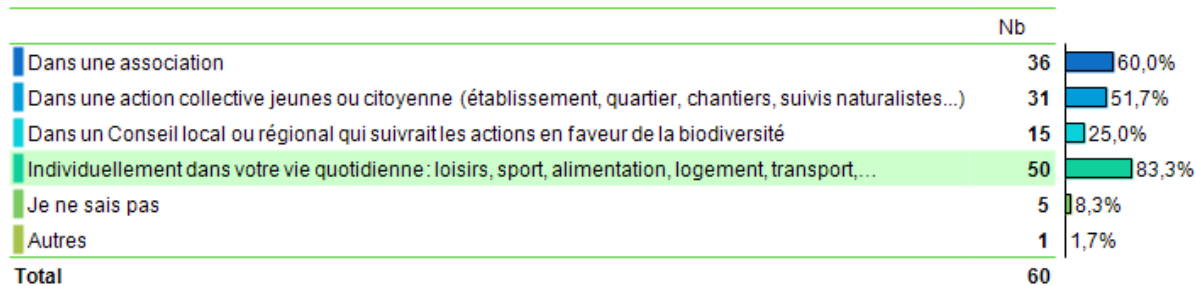 Nb
Dans une association 36 60,0%
Dans une action collective jeunes ou citoyenne (établissement, quartier, chantiers, suivis naturalistes...) 31 51,7%
Dans un Conseil local ou régional qui suivrait les actions en faveur de la biodiversité 15 25,0%
Individuellement dans votre vie quotidienne: loisirs, sport, alimentation, logement, transport,... 50 83,3%
Je ne sais pas 5 8,3%
Autres 1 1,7%
Total 60